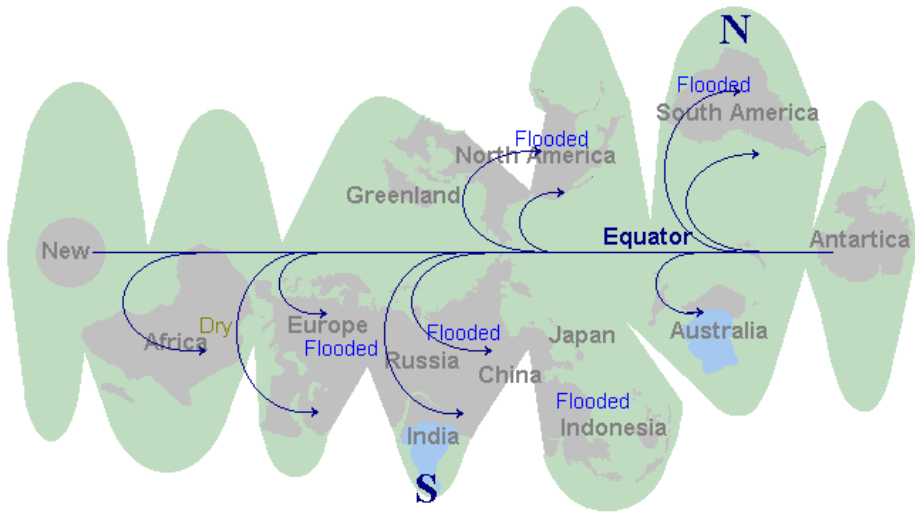 N
Flooded
South America
Flooded
North America
Greenland
Equator
New
Antartica
Dry
Africa
Europe
Flooded
Flooded
Russia
China
Japan
Australia
Flooded
Indonesia
India
S